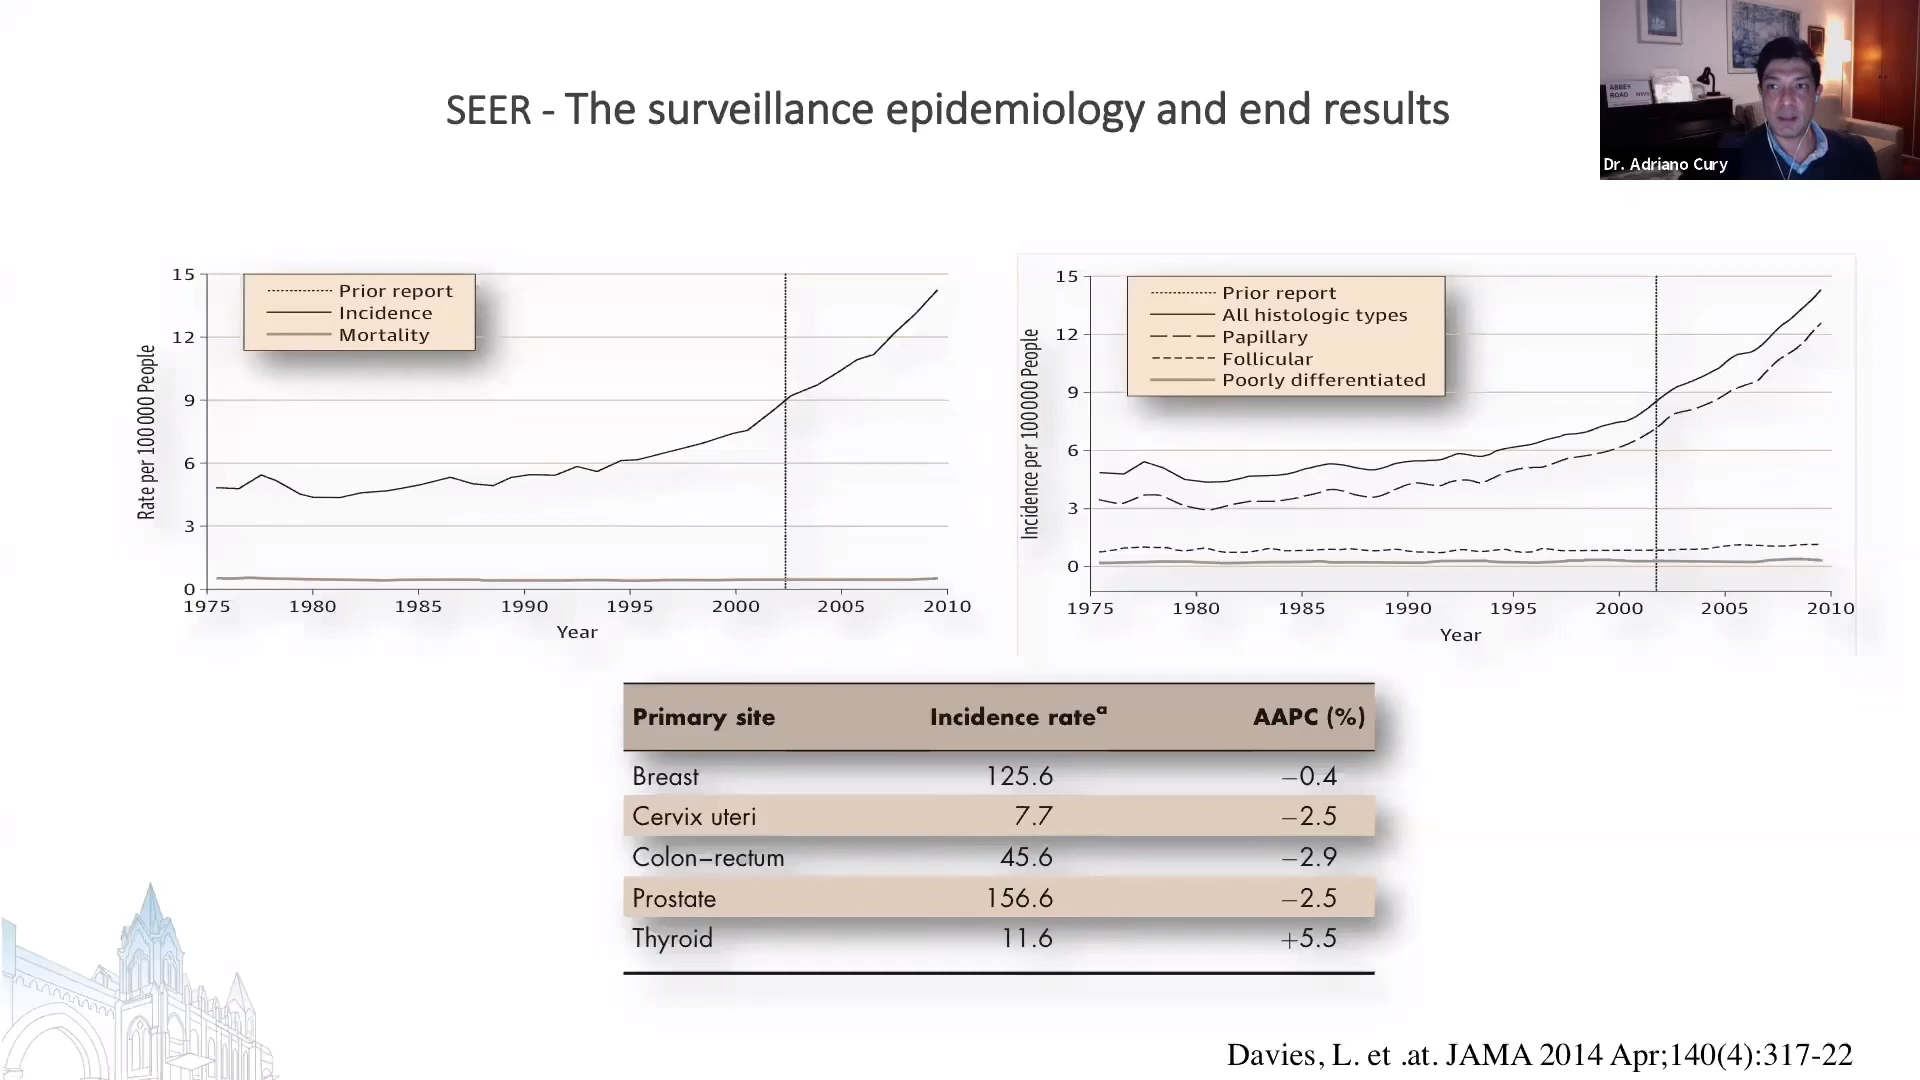 SEER - The surveillance epidemiology and end results
ABBEY
ROAD
Dr. Adriano Cury
15
12
9
6
3
0
Rate per 100000 People
Prior report
Incidence
Mortality
1975 1980 1985 1990 1995 2000 2005 2010
Year
15
12
9
6
3
0
Incidence per 100000 People
Prior report
All histologic types
Papillary
Follicular
Poorly differentiated
1975 1980 1985 1990 1995 2000 2005 2010
Year
Primary site Incidence rateᵃ AAPC (%)
Breast 125.6 −0.4
Cervix uteri 7.7 −2.5
Colon–rectum 45.6 −2.9
Prostate 156.6 −2.5
Thyroid 11.6 +5.5
Davies, L. et .at. JAMA 2014 Apr;140(4):317-22